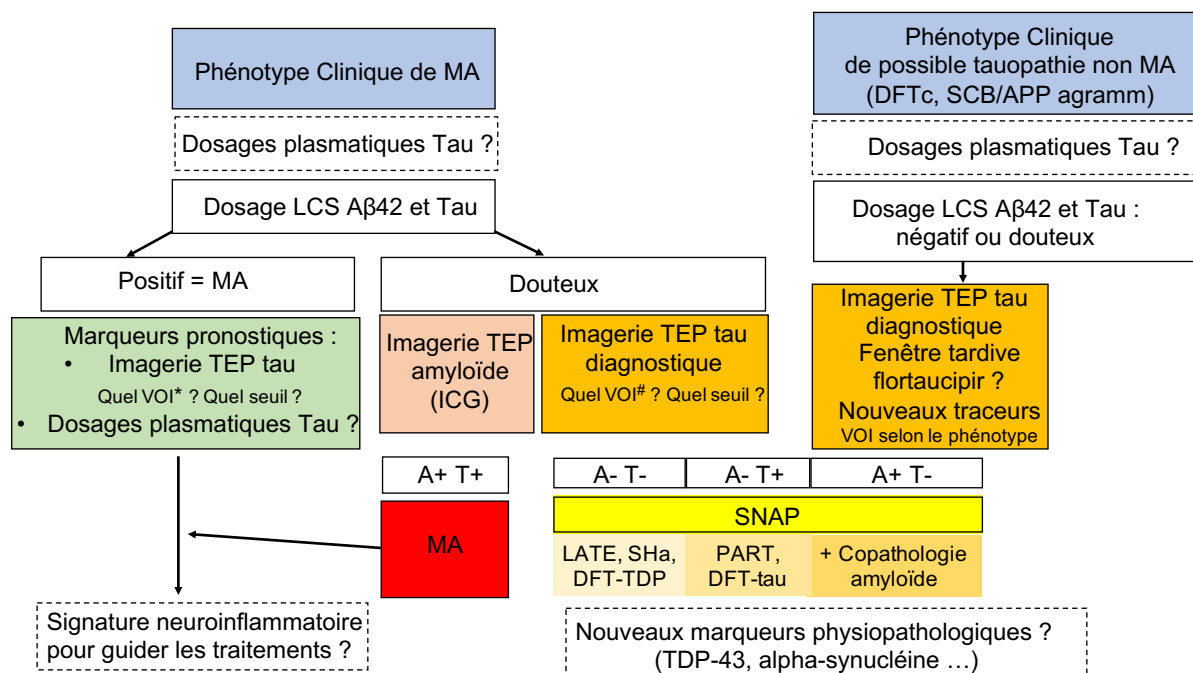 Phénotype Clinique de MA
Dosages plasmatiques Tau ?
Dosage LCS Aβ42 et Tau
Positif = MA
Douteux
Marqueurs pronostiques :
• Imagerie TEP tau
Quel VOI* ? Quel seuil ?
• Dosages plasmatiques Tau ?
Imagerie TEP
amyloïde
(ICG)
Imagerie TEP tau
diagnostique
Quel VOI# ? Quel seuil ?
Phénotype Clinique
de possible tauopathie non MA
(DFTc, SCB/APP agramm)
Dosages plasmatiques Tau ?
Dosage LCS Aβ42 et Tau :
négatif ou douteux
Imagerie TEP tau
diagnostique
Fenêtre tardive
flortaucipir ?
Nouveaux traceurs
VOI selon le phénotype
A+ T+
MA
A- T-
A- T+
A+ T-
SNAP
LATE, SHa,
DFT-TDP
PART,
DFT-tau
+ Copathologie
amyloïde
Signature neuroinflammatoire
pour guider les traitements ?
Nouveaux marqueurs physiopathologiques ?
(TDP-43, alpha-synucléine …)